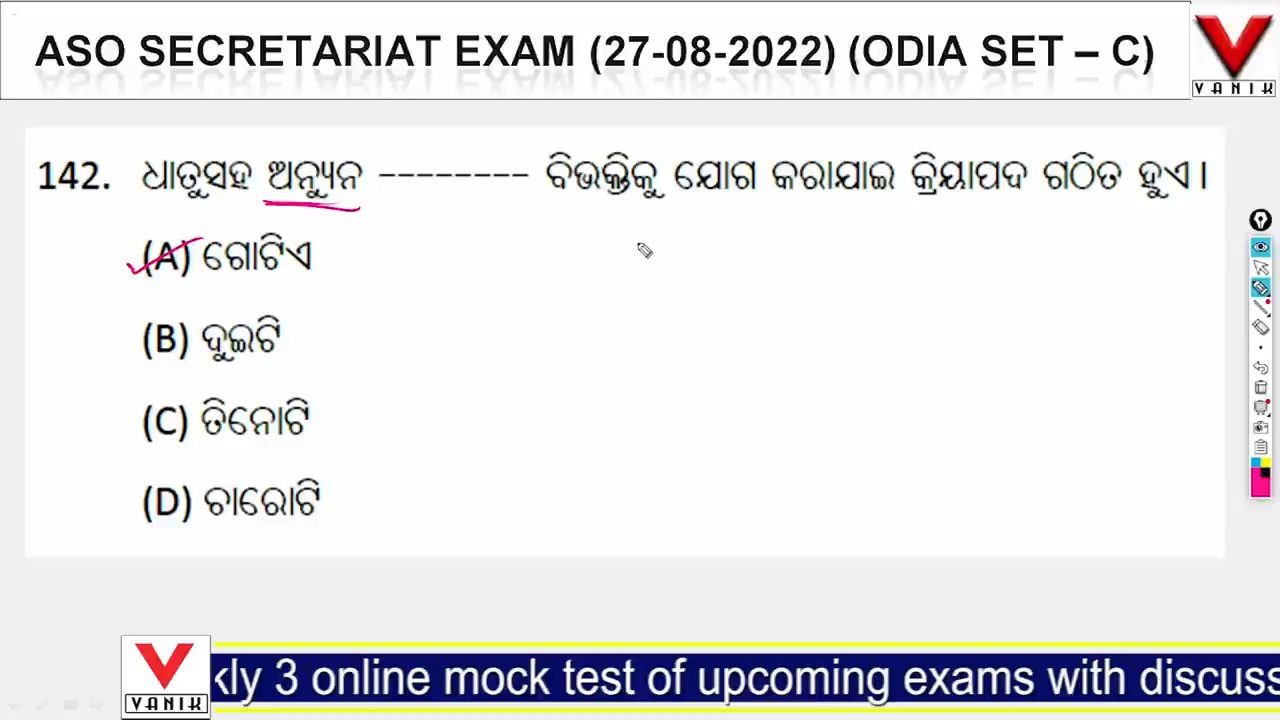 ASO SECRETARIAT EXAM (27-08-2022) (ODIA SET – C)
VANIK
142. ଧାତୁସହ ଅନ୍ୟୁନ -------- ବିଭକ୍ତିକୁ ଯୋଗ କରାଯାଇ କ୍ରିୟାପଦ ଗଠିତ ହୁଏ ।
(A) ଗୋଟିଏ
(B) ଦୁଇଟି
(C) ତିନୋଟି
(D) ଚାରୋଟି
VANIK
kly 3 online mock test of upcoming exams with discuss